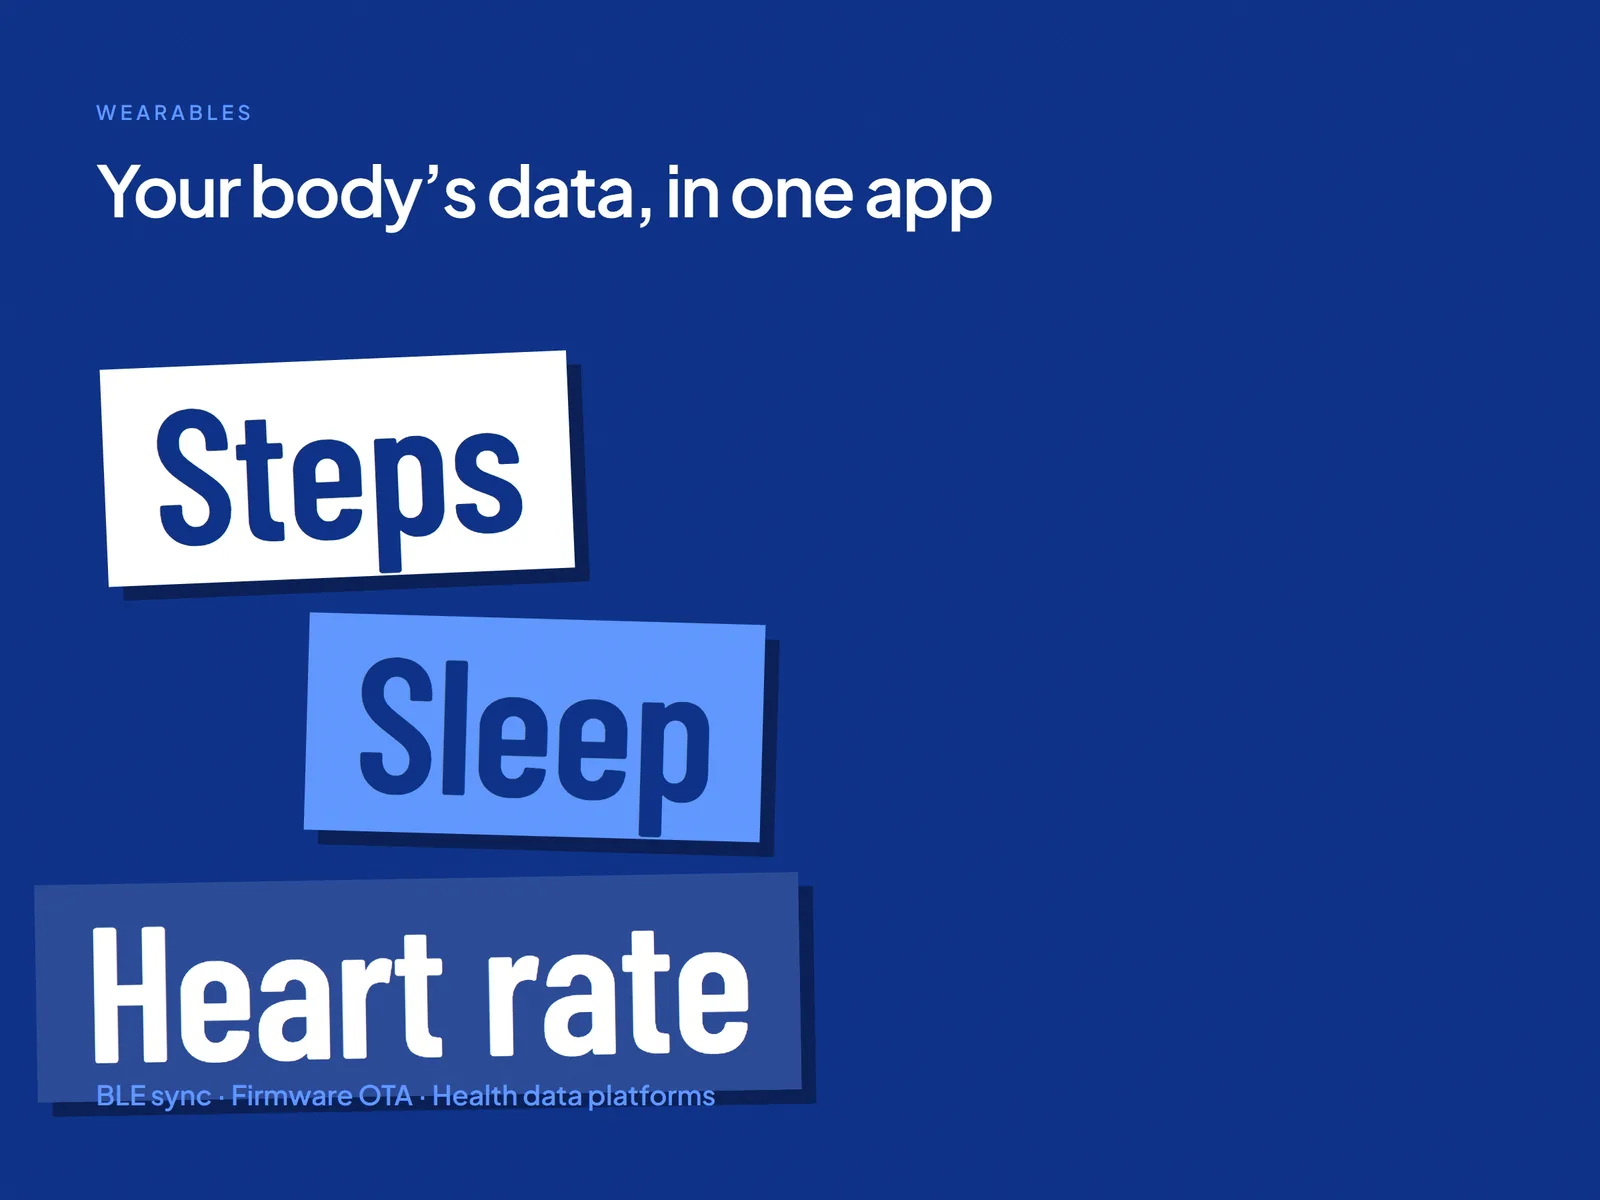 WEARABLES
Your body’s data, in one app
Steps
Sleep
Heart rate
BLE sync · Firmware OTA · Health data platforms